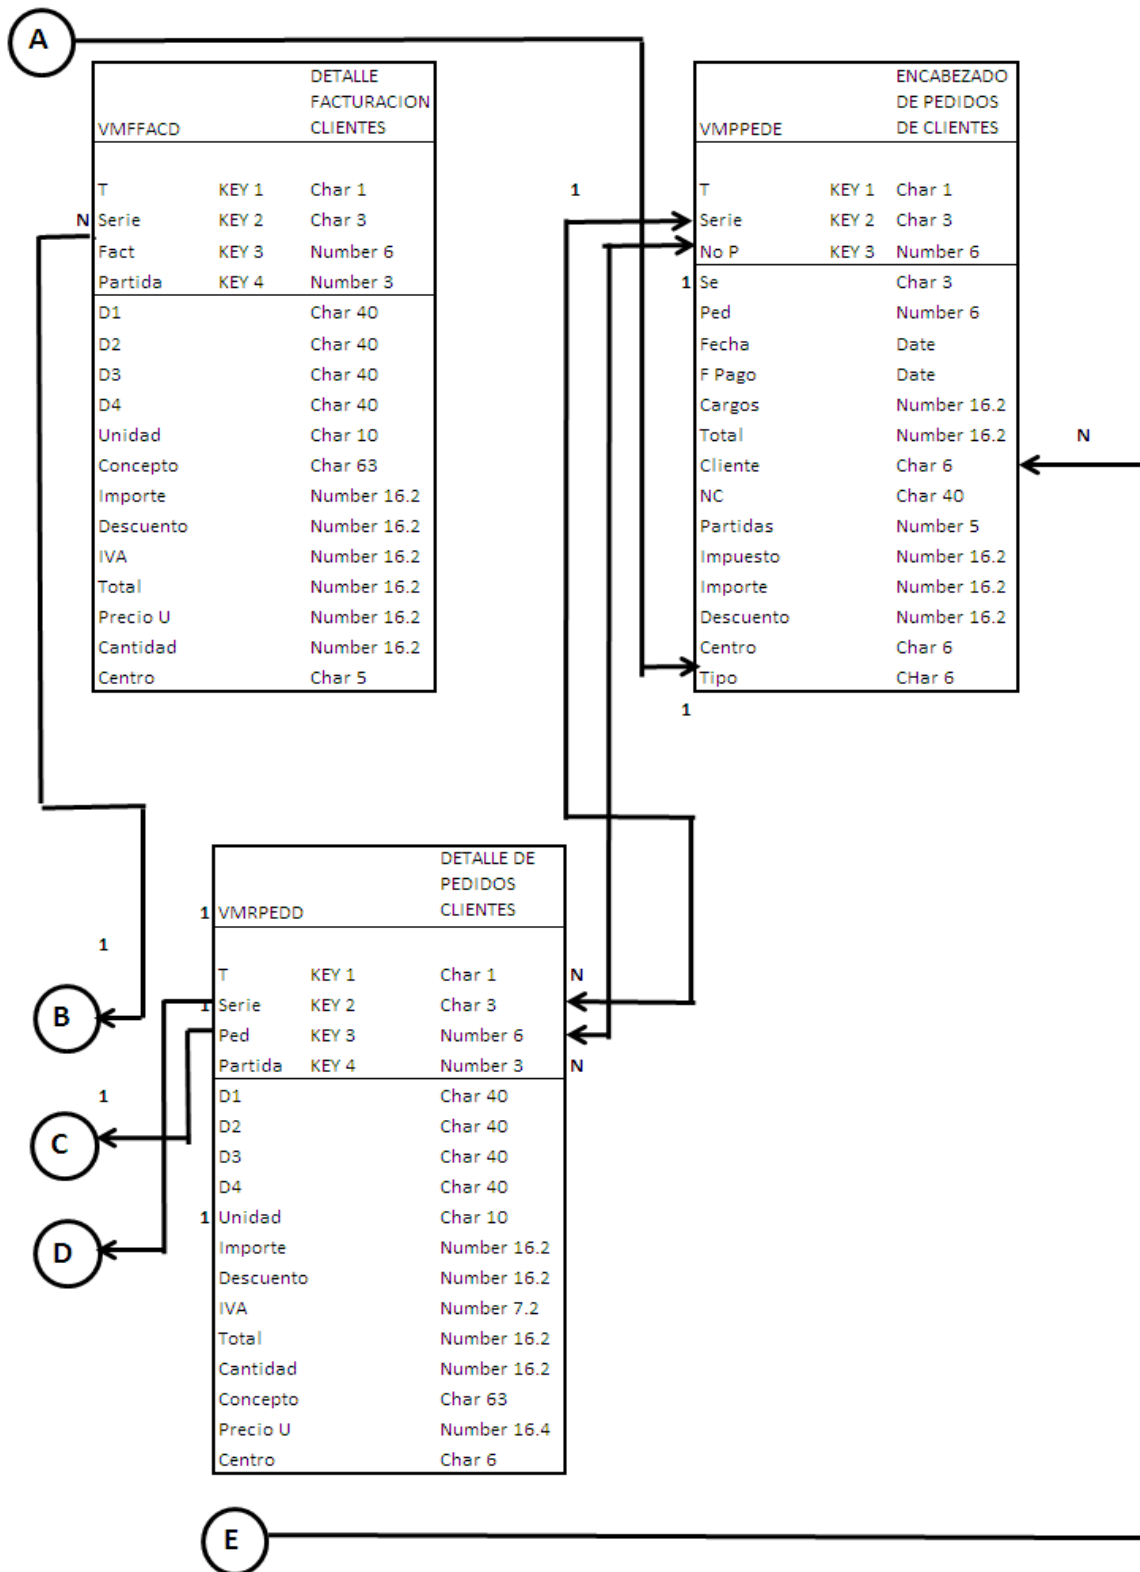 A
DETALLE
FACTURACION
VMFFACD CLIENTES
T KEY 1 Char 1
N Serie KEY 2 Char 3
Fact KEY 3 Number 6
Partida KEY 4 Number 3
D1 Char 40
D2 Char 40
D3 Char 40
D4 Char 40
Unidad Char 10
Concepto Char 63
Importe Number 16.2
Descuento Number 16.2
IVA Number 16.2
Total Number 16.2
Precio U Number 16.2
Cantidad Number 16.2
Centro Char 5
ENCABEZADO
DE PEDIDOS
VMPPEDE DE CLIENTES
1 T KEY 1 Char 1
Serie KEY 2 Char 3
No P KEY 3 Number 6
1 Se Char 3
Ped Number 6
Fecha Date
F Pago Date
Cargos Number 16.2
Total Number 16.2 N
Cliente Char 6
NC Char 40
Partidas Number 5
Impuesto Number 16.2
Importe Number 16.2
Descuento Number 16.2
Centro Char 6
Tipo CHar 6
1
DETALLE DE
PEDIDOS
1 VMRPEDD CLIENTES
1
T KEY 1 Char 1 N
B 1 Serie KEY 2 Char 3
Ped KEY 3 Number 6
Partida KEY 4 Number 3 N
1 D1 Char 40
D2 Char 40
C
D3 Char 40
D4 Char 40
1 Unidad Char 10
D
Importe Number 16.2
Descuento Number 16.2
IVA Number 7.2
Total Number 16.2
Cantidad Number 16.2
Concepto Char 63
Precio U Number 16.4
Centro Char 6
E